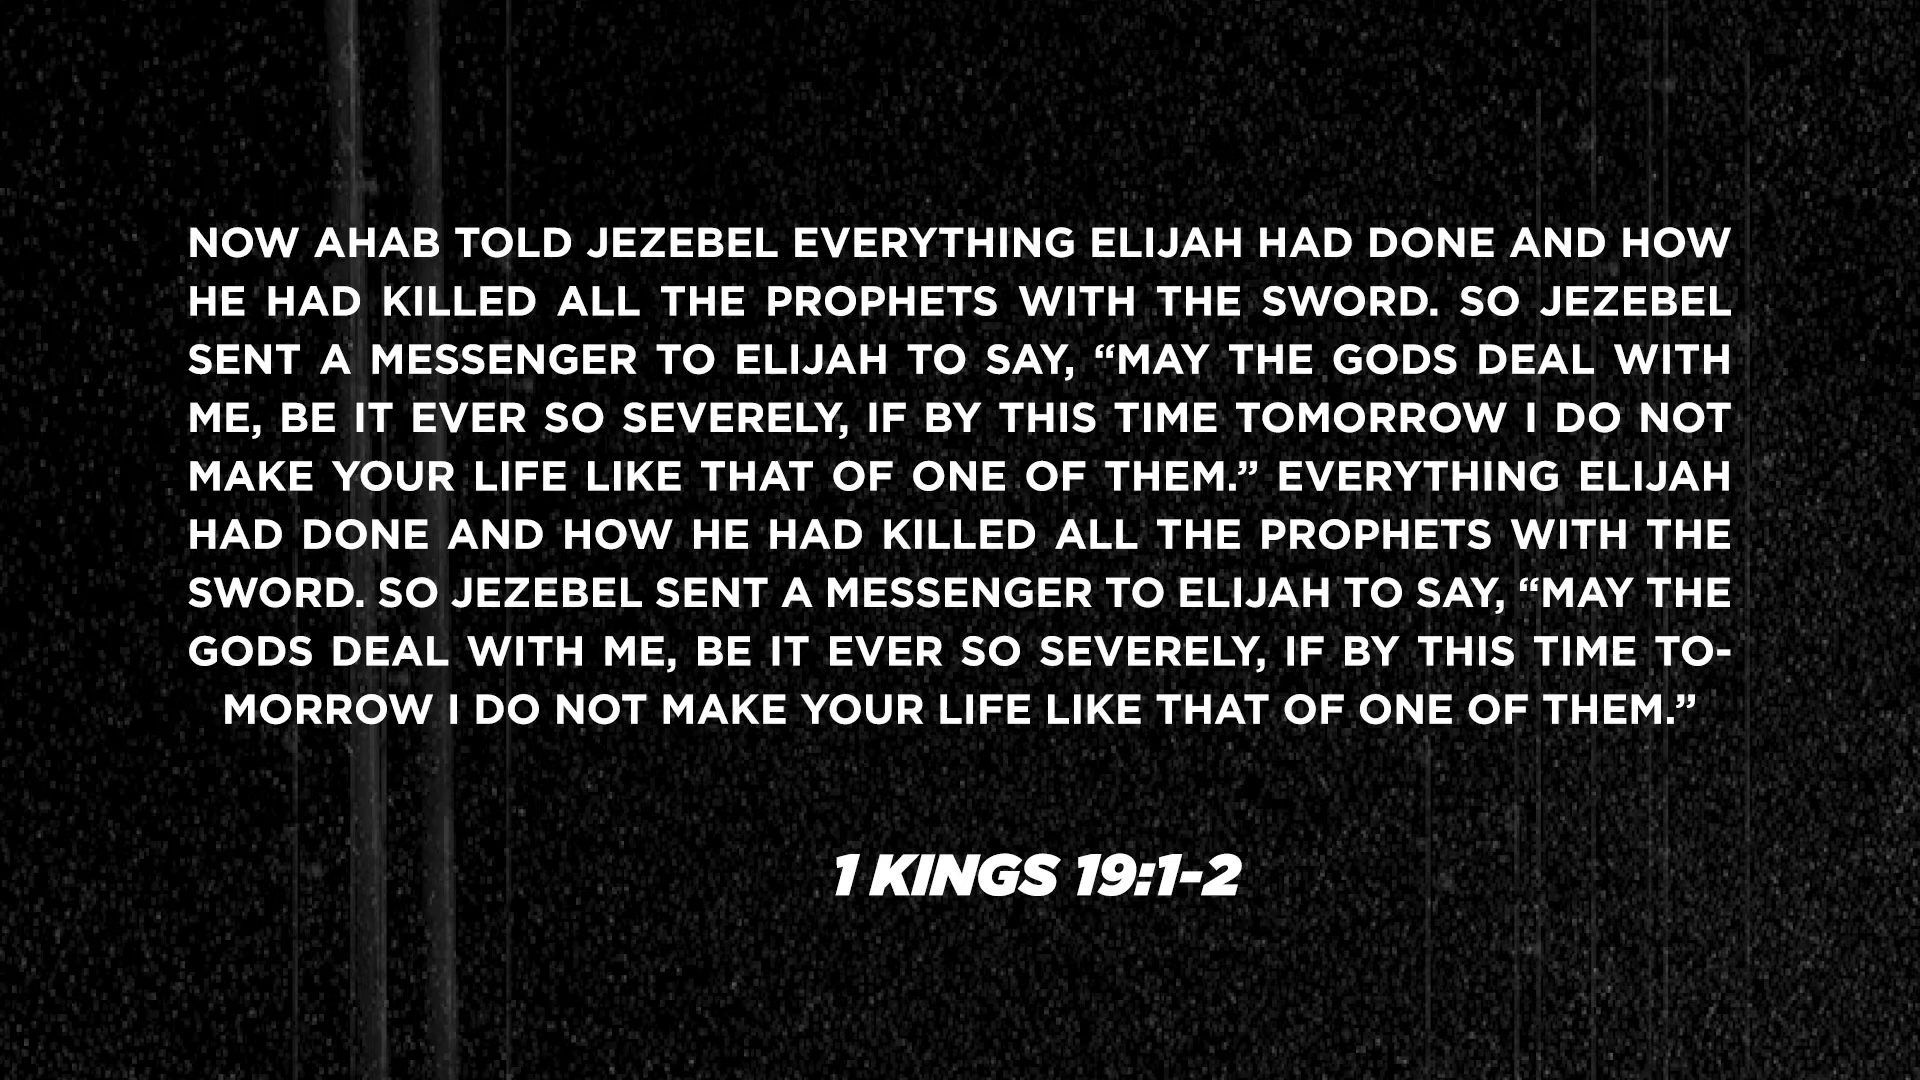 NOW AHAB TOLD JEZEBEL EVERYTHING ELIJAH HAD DONE AND HOW
HE HAD KILLED ALL THE PROPHETS WITH THE SWORD. SO JEZEBEL
SENT A MESSENGER TO ELIJAH TO SAY, “MAY THE GODS DEAL WITH
ME, BE IT EVER SO SEVERELY, IF BY THIS TIME TOMORROW I DO NOT
MAKE YOUR LIFE LIKE THAT OF ONE OF THEM.” EVERYTHING ELIJAH
HAD DONE AND HOW HE HAD KILLED ALL THE PROPHETS WITH THE
SWORD. SO JEZEBEL SENT A MESSENGER TO ELIJAH TO SAY, “MAY THE
GODS DEAL WITH ME, BE IT EVER SO SEVERELY, IF BY THIS TIME TO-
MORROW I DO NOT MAKE YOUR LIFE LIKE THAT OF ONE OF THEM.”
1 KINGS 19:1-2